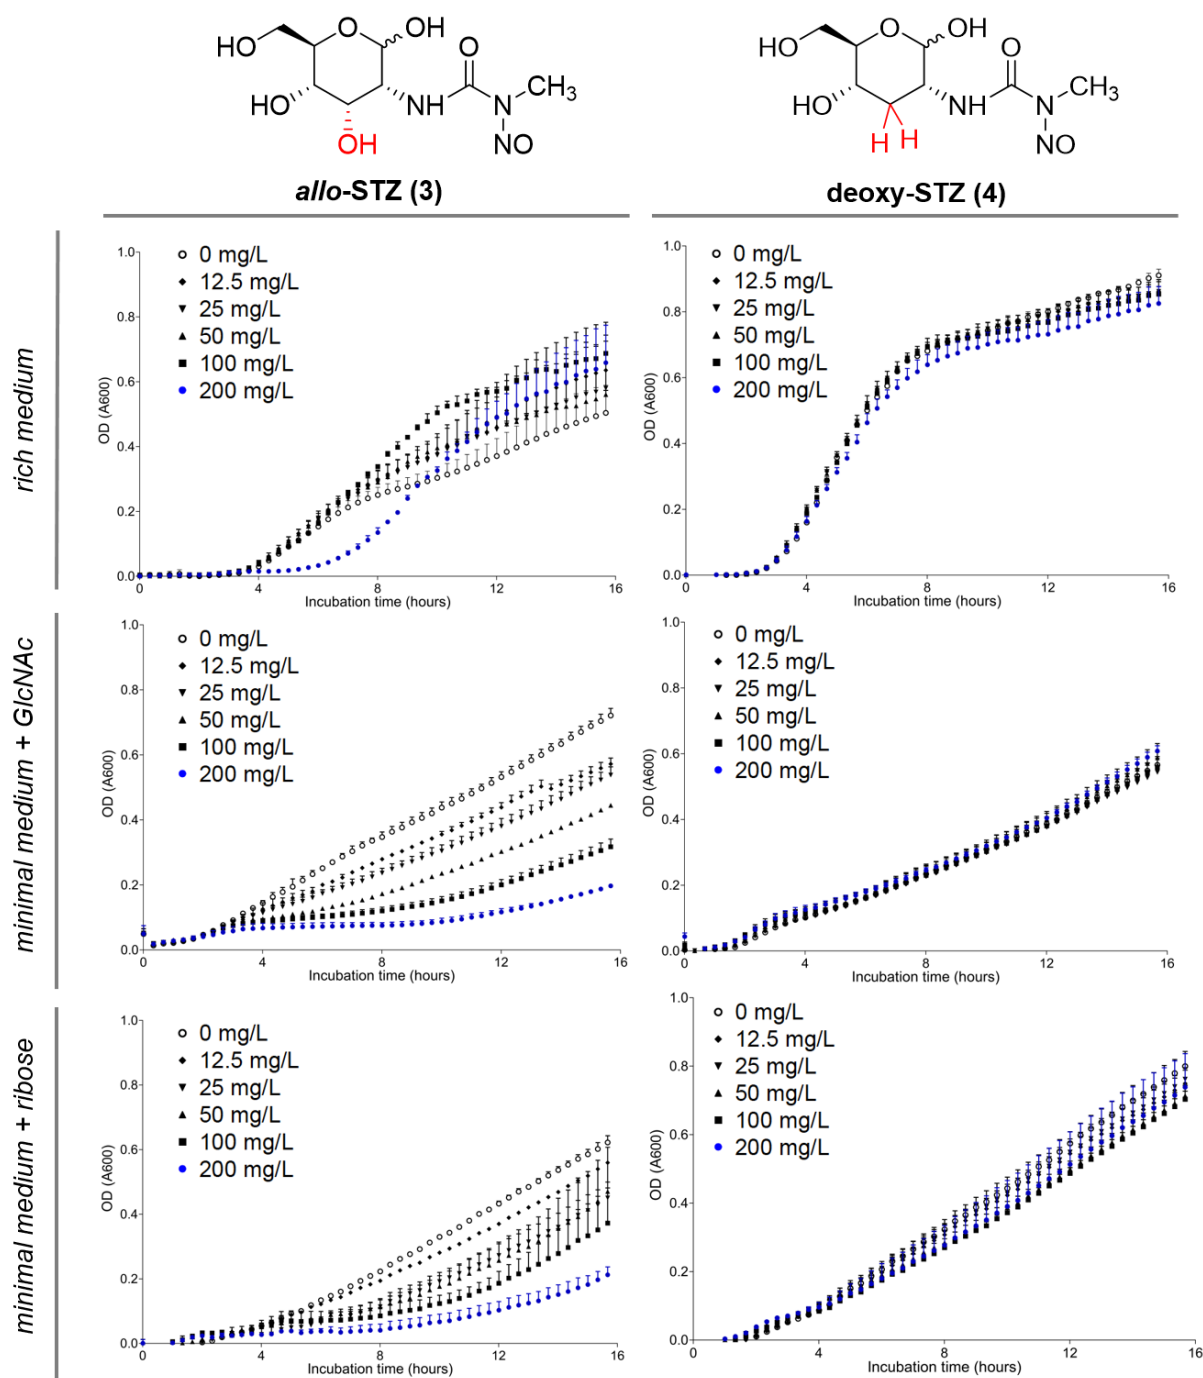 O OH
HO
O
HO NH N CH3
OH NO
allo-STZ (3)
O OH
HO
O
HO NH N CH3
H H NO
deoxy-STZ (4)
rich medium
1.0
0.8
0.6
0.4
0.2
0.0
OD (A600)
0 mg/L
12.5 mg/L
25 mg/L
50 mg/L
100 mg/L
200 mg/L
0 4 8 12 16
Incubation time (hours)
1.0
0.8
0.6
0.4
0.2
0.0
OD (A600)
0 mg/L
12.5 mg/L
25 mg/L
50 mg/L
100 mg/L
200 mg/L
0 4 8 12 16
Incubation time (hours)
minimal medium + GlcNAc
1.0
0.8
0.6
0.4
0.2
0.0
OD (A600)
0 mg/L
12.5 mg/L
25 mg/L
50 mg/L
100 mg/L
200 mg/L
0 4 8 12 16
Incubation time (hours)
1.0
0.8
0.6
0.4
0.2
0.0
OD (A600)
0 mg/L
12.5 mg/L
25 mg/L
50 mg/L
100 mg/L
200 mg/L
0 4 8 12 16
Incubation time (hours)
minimal medium + ribose
1.0
0.8
0.6
0.4
0.2
0.0
OD (A600)
0 mg/L
12.5 mg/L
25 mg/L
50 mg/L
100 mg/L
200 mg/L
0 4 8 12 16
Incubation time (hours)
1.0
0.8
0.6
0.4
0.2
0.0
OD (A600)
0 mg/L
12.5 mg/L
25 mg/L
50 mg/L
100 mg/L
200 mg/L
0 4 8 12 16
Incubation time (hours)